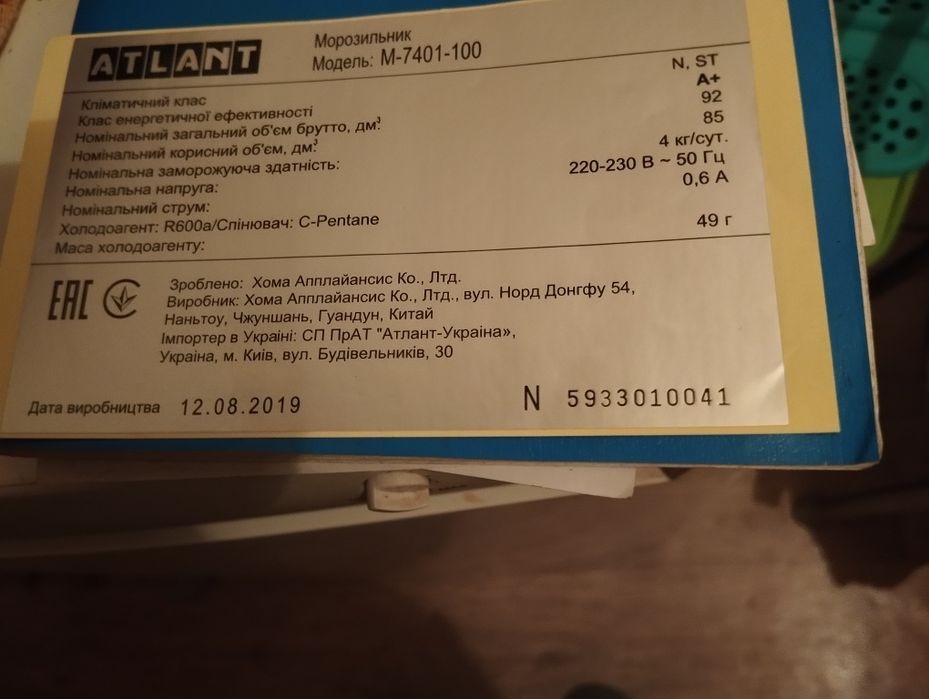 ATLANT
Морозильник
Модель: М-7401-100
Кліматичний клас N, ST
Клас енергетичної ефективності A+
Номінальний загальний об'єм брутто, дм³ 92
Номінальний корисний об'єм, дм³ 85
Номінальна заморожуюча здатність: 4 кг/сут.
Номінальна напруга: 220-230 В ~ 50 Гц
Номінальний струм: 0,6 А
Холодоагент: R600a/Спінювач: C-Pentane
Маса холодоагенту: 49 г
ЕАС
Зроблено: Хома Апплайансис Ко., Лтд.
Виробник: Хома Апплайансис Ко., Лтд., вул. Норд Донгфу 54,
Наньтоу, Чжуншань, Гуандун, Китай
Імпортер в Україні: СП ПрАТ "Атлант-Україна»,
Україна, м. Київ, вул. Будівельників, 30
Дата виробництва 12.08.2019 N 5933010041